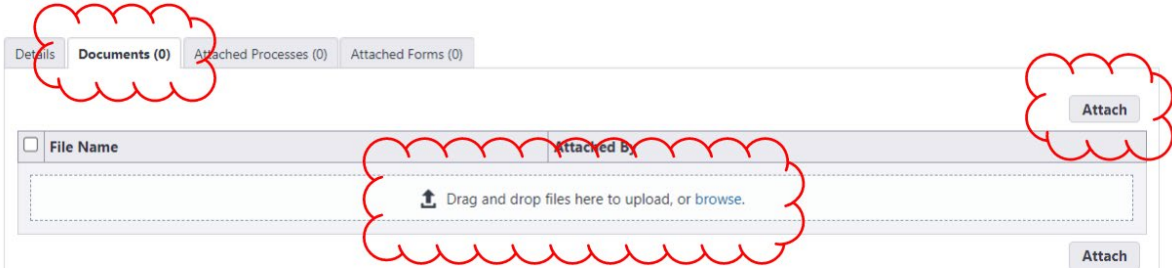 Details Documents (0) Attached Processes (0) Attached Forms (0)
Attach
File Name Attached By
Drag and drop files here to upload, or browse.
Attach